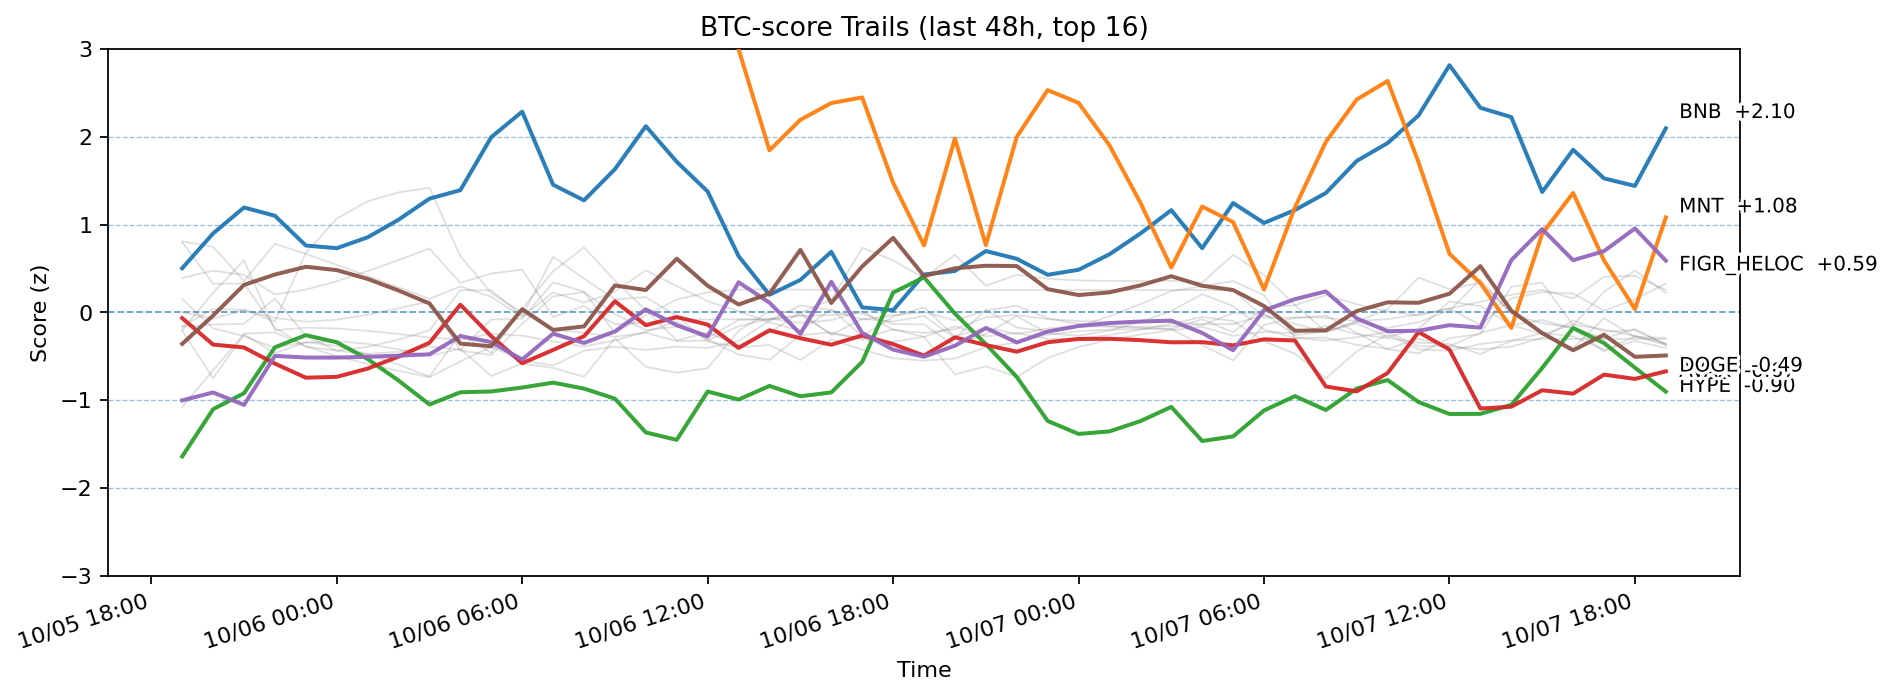 BTC-score Trails (last 48h, top 16)
Score (z)
3
2
1
0
−1
−2
−3
BNB +2.10
MNT +1.08
FIGR_HELOC +0.59
DOGE -0.49
HYPE -0.90
10/05 18:00
10/06 00:00
10/06 06:00
10/06 12:00
10/06 18:00
10/07 00:00
10/07 06:00
10/07 12:00
10/07 18:00
Time